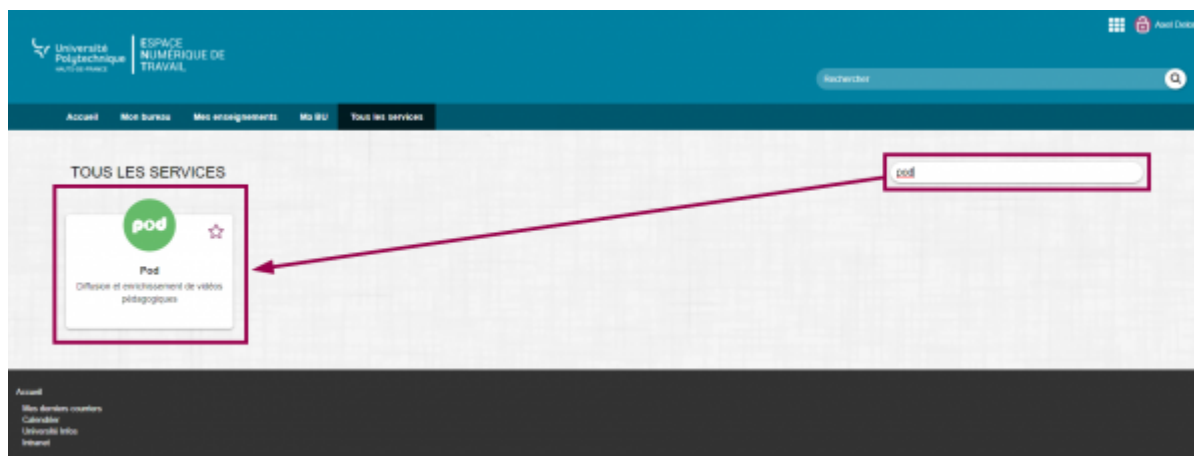 Université
Polytechnique
HAUTS-DE-FRANCE
ESPACE
NUMÉRIQUE DE
TRAVAIL
Axel
Rechercher
Accueil Mon bureau Mes enseignements Ma BU Tous les services
TOUS LES SERVICES
pod
pod
Pod
Diffusion et enrichissement de vidéos
pédagogiques
Accueil
Mes derniers courriers
Calendrier
Université Infos
Intranet